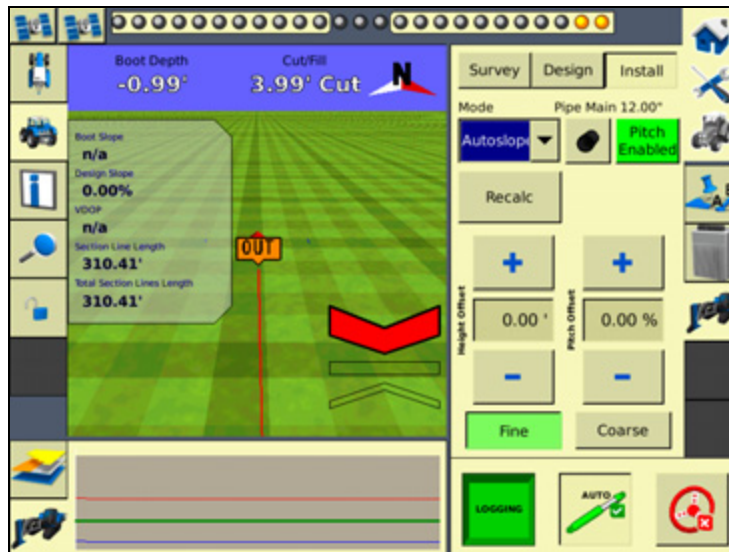 Boot Depth
-0.99'
Cut/Fill
3.99' Cut
N
Boot Slope
n/a
Design Slope
0.00%
VDOP
n/a
Section Line Length
310.41'
Total Section Lines Length
310.41'
OUT
Survey
Design
Install
Mode
Pipe Main 12.00"
Autoslop
Pitch
Enabled
Recalc
+
+
Height Offset
0.00 '
Pitch Offset
0.00 %
-
-
Fine
Coarse
LOGGING
AUTO
A